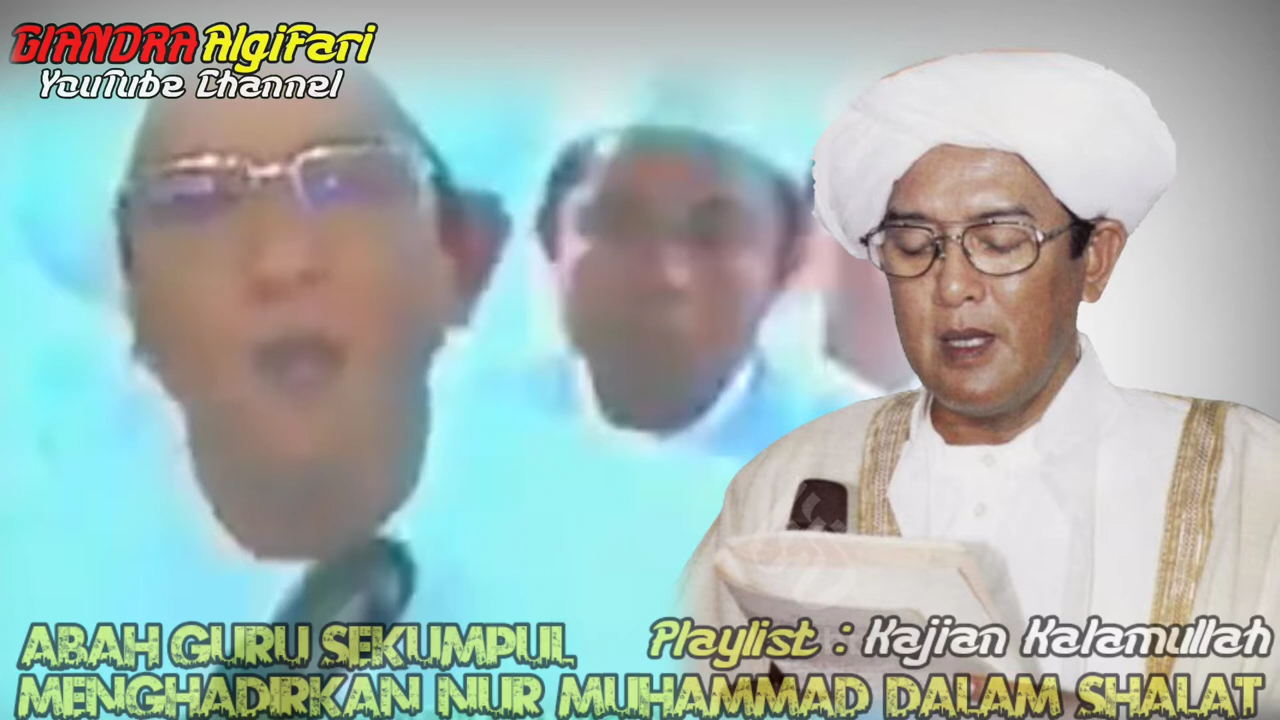 GIANDRA AlgiFari
YouTube Channel
ABAH GURU SEKUMPUL
Playlist : Kajian Kalamullah
MENGHADIRKAN NUR MUHAMMAD DALAM SHALAT